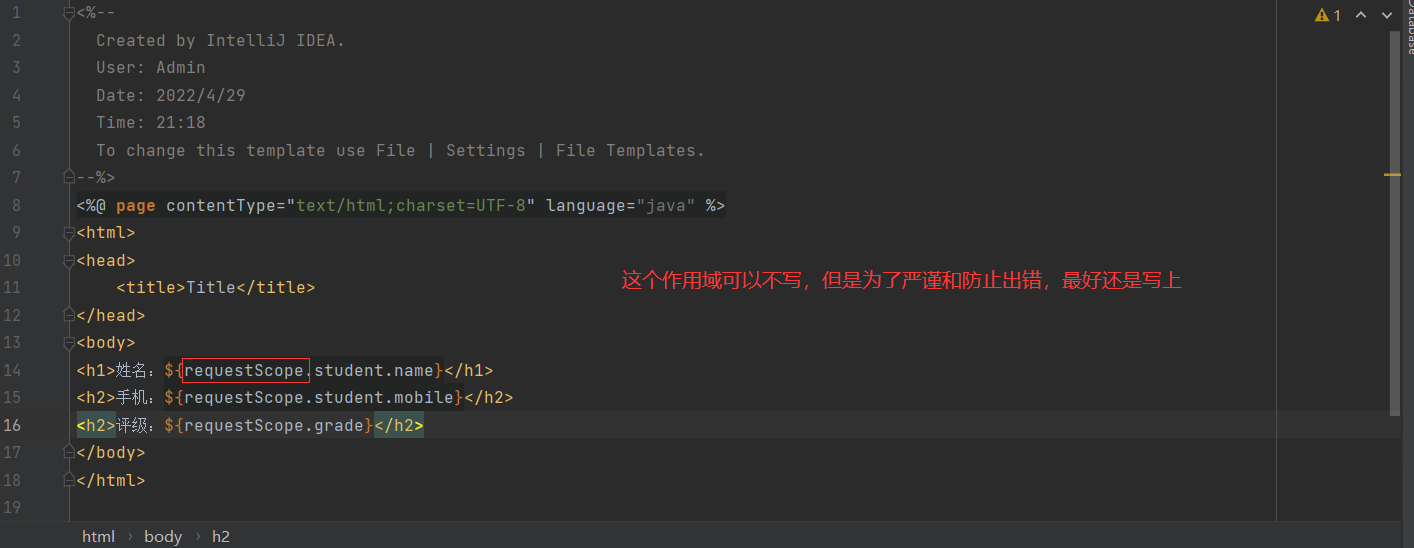 1 <%--
2 Created by IntelliJ IDEA.
3 User: Admin
4 Date: 2022/4/29
5 Time: 21:18
6 To change this template use File | Settings | File Templates.
7 --%>
8 <%@ page contentType="text/html;charset=UTF-8" language="java" %>
9 <html>
10 <head>
11 <title>Title</title>
12 </head>
13 <body>
14 <h1>姓名：${requestScope.student.name}</h1>
15 <h2>手机：${requestScope.student.mobile}</h2>
16 <h2>评级：${requestScope.grade}</h2>
17 </body>
18 </html>
19
这个作用域可以不写，但是为了严谨和防止出错，最好还是写上
1
Database
html › body › h2